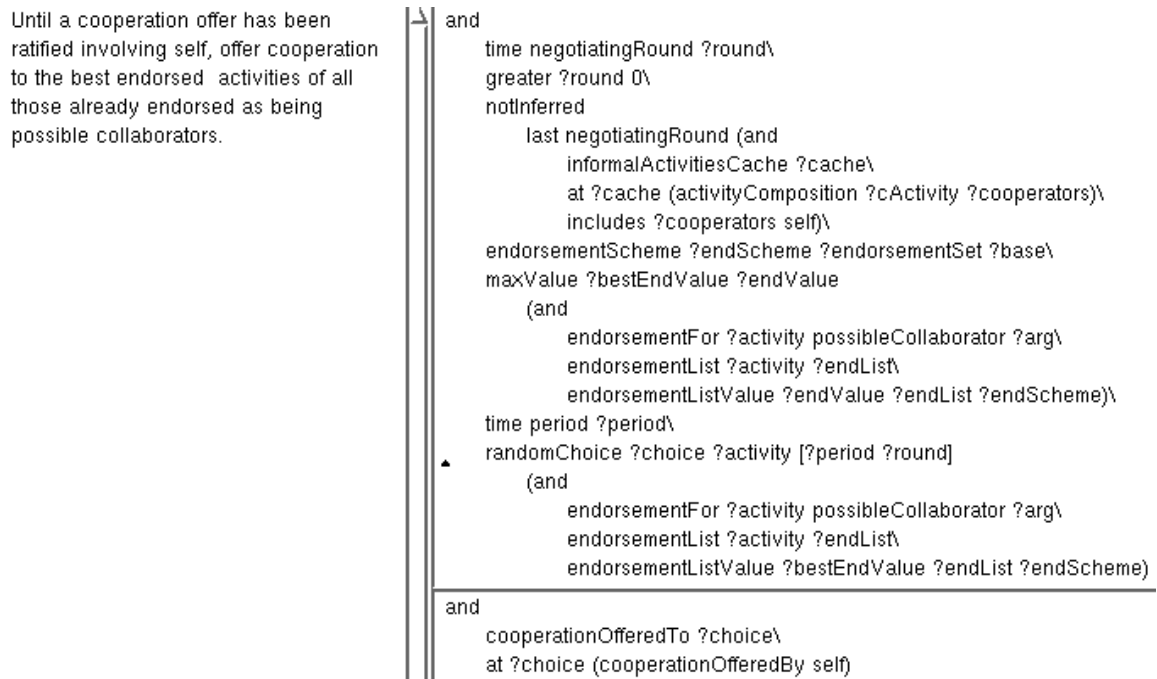 Until a cooperation offer has been
ratified involving self, offer cooperation
to the best endorsed activities of all
those already endorsed as being
possible collaborators.
and
time negotiatingRound ?round\
greater ?round 0\
notInferred
last negotiatingRound (and
informalActivitiesCache ?cache\
at ?cache (activityComposition ?cActivity ?cooperators)\
includes ?cooperators self)\
endorsementScheme ?endScheme ?endorsementSet ?base\
maxValue ?bestEndValue ?endValue
(and
endorsementFor ?activity possibleCollaborator ?arg\
endorsementList ?activity ?endList\
endorsementListValue ?endValue ?endList ?endScheme)\
time period ?period\
randomChoice ?choice ?activity [?period ?round]
(and
endorsementFor ?activity possibleCollaborator ?arg\
endorsementList ?activity ?endList\
endorsementListValue ?bestEndValue ?endList ?endScheme)
and
cooperationOfferedTo ?choice\
at ?choice (cooperationOfferedBy self)